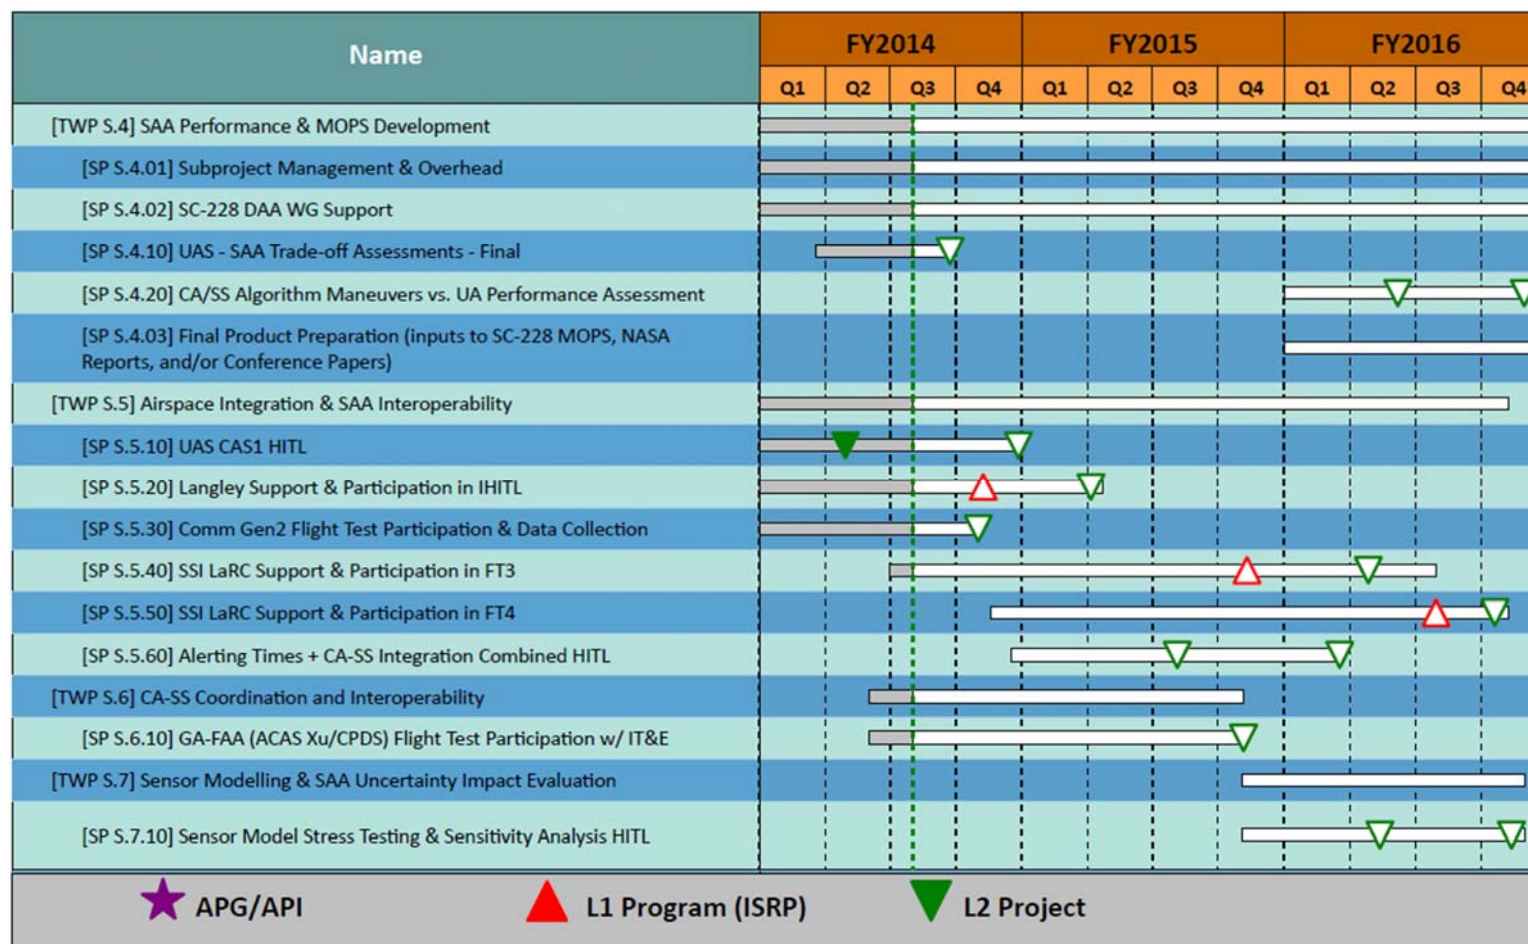 Name
FY2014 FY2015 FY2016
Q1 Q2 Q3 Q4 Q1 Q2 Q3 Q4 Q1 Q2 Q3 Q4
[TWP S.4] SAA Performance & MOPS Development
[SP S.4.01] Subproject Management & Overhead
[SP S.4.02] SC-228 DAA WG Support
[SP S.4.10] UAS - SAA Trade-off Assessments - Final
[SP S.4.20] CA/SS Algorithm Maneuvers vs. UA Performance Assessment
[SP S.4.03] Final Product Preparation (inputs to SC-228 MOPS, NASA
Reports, and/or Conference Papers)
[TWP S.5] Airspace Integration & SAA Interoperability
[SP S.5.10] UAS CAS1 HITL
[SP S.5.20] Langley Support & Participation in IHITL
[SP S.5.30] Comm Gen2 Flight Test Participation & Data Collection
[SP S.5.40] SSI LaRC Support & Participation in FT3
[SP S.5.50] SSI LaRC Support & Participation in FT4
[SP S.5.60] Alerting Times + CA-SS Integration Combined HITL
[TWP S.6] CA-SS Coordination and Interoperability
[SP S.6.10] GA-FAA (ACAS Xu/CPDS) Flight Test Participation w/ IT&E
[TWP S.7] Sensor Modelling & SAA Uncertainty Impact Evaluation
[SP S.7.10] Sensor Model Stress Testing & Sensitivity Analysis HITL
APG/API L1 Program (ISRP) L2 Project